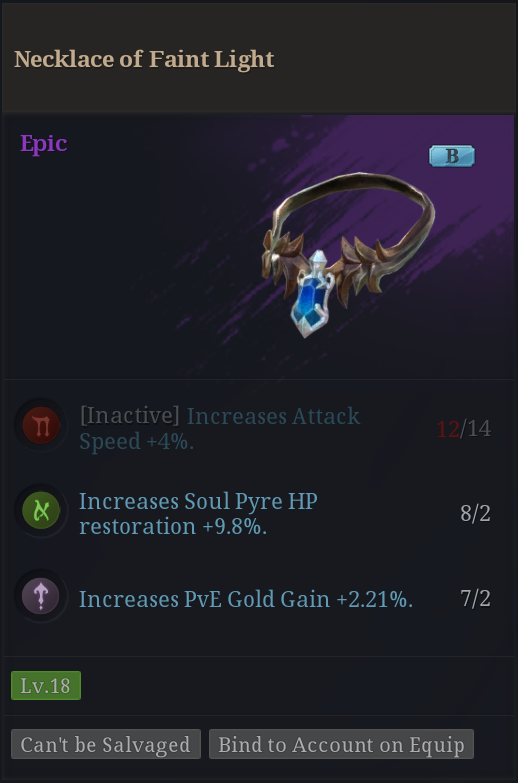 Necklace of Faint Light
Epic
B
[Inactive] Increases Attack
Speed +4%.
12/14
Increases Soul Pyre HP
restoration +9.8%.
8/2
Increases PvE Gold Gain +2.21%.
7/2
Lv.18
Can't be Salvaged
Bind to Account on Equip